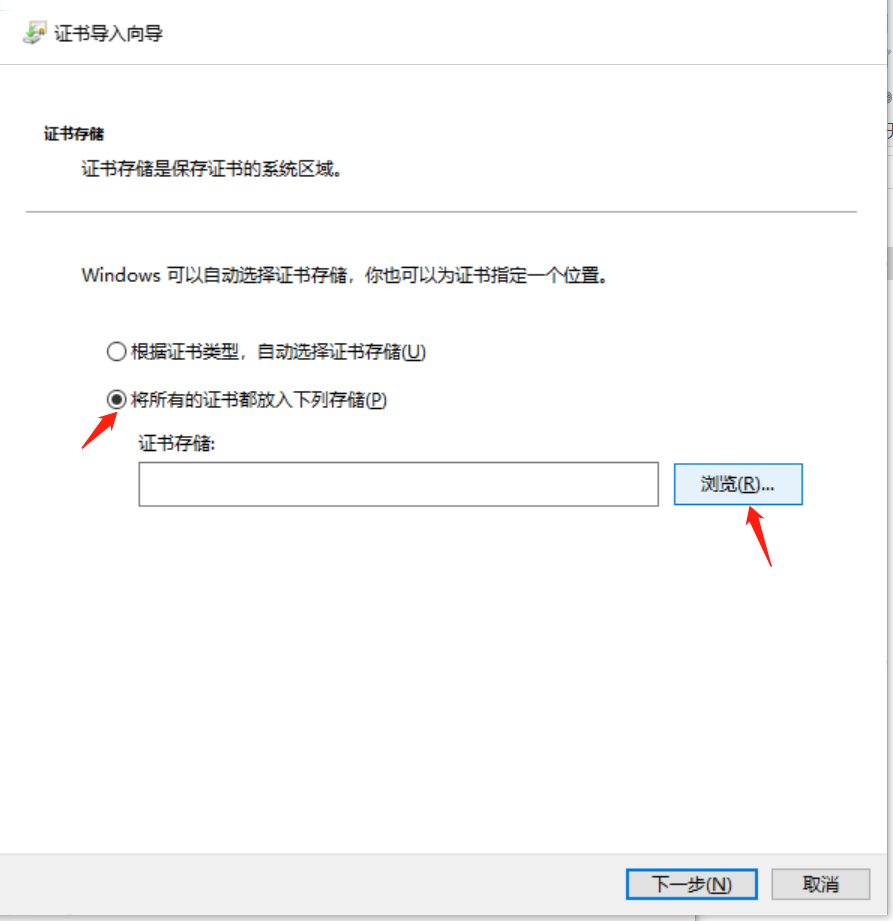 证书导入向导
证书存储
证书存储是保存证书的系统区域。
Windows 可以自动选择证书存储，你也可以为证书指定一个位置。
根据证书类型，自动选择证书存储(U)
将所有的证书都放入下列存储(P)
证书存储:
浏览(R)...
下一步(N)
取消